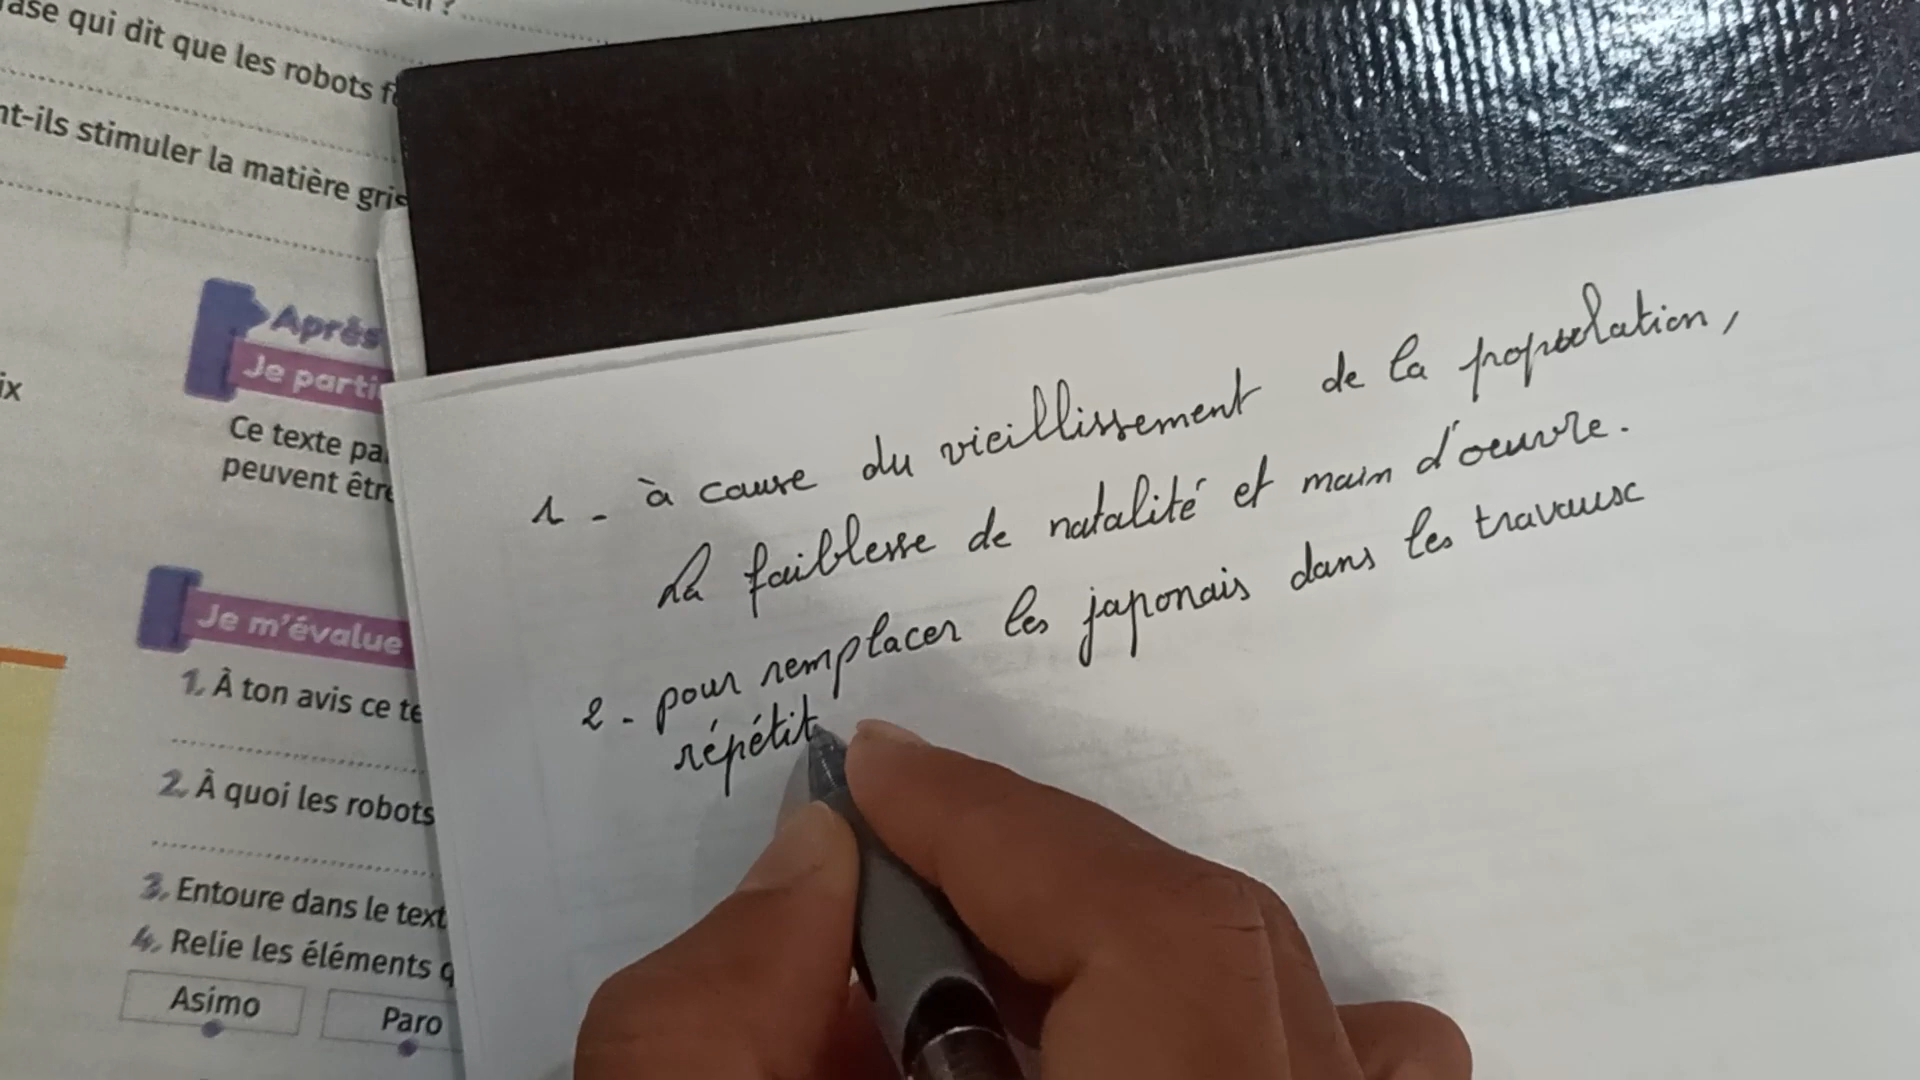 ase qui dit que les robots
nt-ils stimuler la matière gris
ix
Après
Je parti
Ce texte pa
peuvent être
Je m'évalue
1. À ton avis ce te
2. À quoi les robots
3. Entoure dans le text
4. Relie les éléments q
Asimo
Paro
1 - à cause du vieillissement de la population,
la faiblesse de natalité et main d'oeuvre.
2 - pour remplacer les japonais dans les travaux
répétit